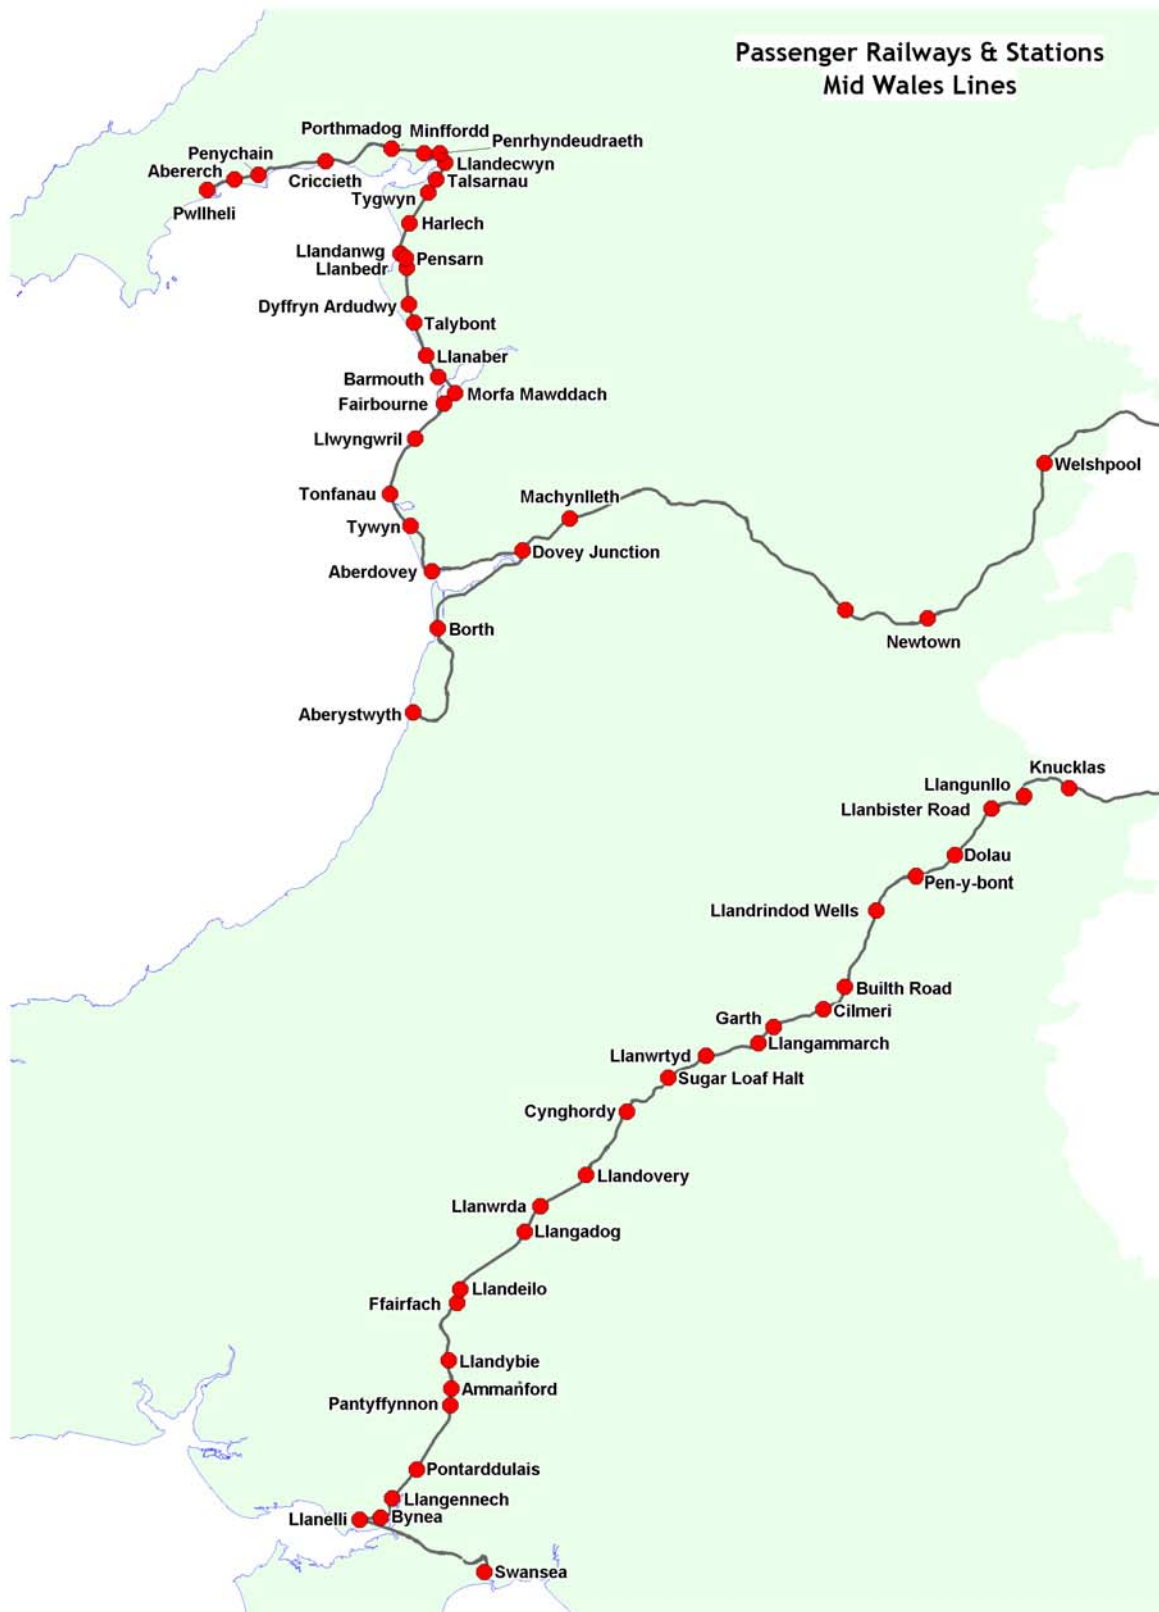 Passenger Railways & Stations
Mid Wales Lines
Porthmadog
Minffordd
Penrhyndeudraeth
Penychain
Llandecwyn
Abererch
Criccieth
Talsarnau
Tygwyn
Pwllheli
Harlech
Llandanwg
Pensarn
Llanbedr
Dyffryn Ardudwy
Talybont
Llanaber
Barmouth
Morfa Mawddach
Fairbourne
Llwyngwril
Welshpool
Tonfanau
Machynlleth
Tywyn
Dovey Junction
Aberdovey
Borth
Newtown
Aberystwyth
Knucklas
Llangunllo
Llanbister Road
Dolau
Pen-y-bont
Llandrindod Wells
Builth Road
Cilmeri
Garth
Llangammarch
Llanwrtyd
Sugar Loaf Halt
Cynghordy
Llandovery
Llanwrda
Llangadog
Llandeilo
Ffairfach
Llandybie
Ammanford
Pantyffynnon
Pontarddulais
Llangennech
Bynea
Llanelli
Swansea